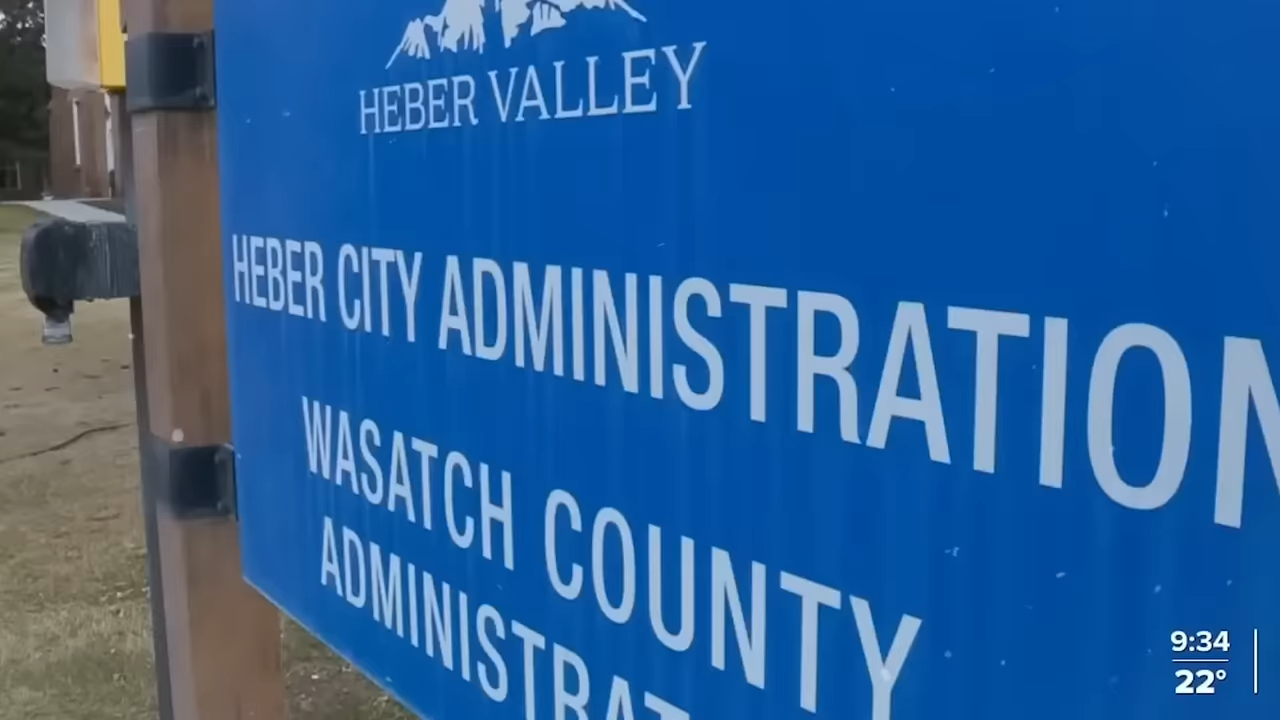 HEBER VALLEY
HEBER CITY ADMINISTRATION
WASATCH COUNTY
ADMINISTRAT
9:34
22°